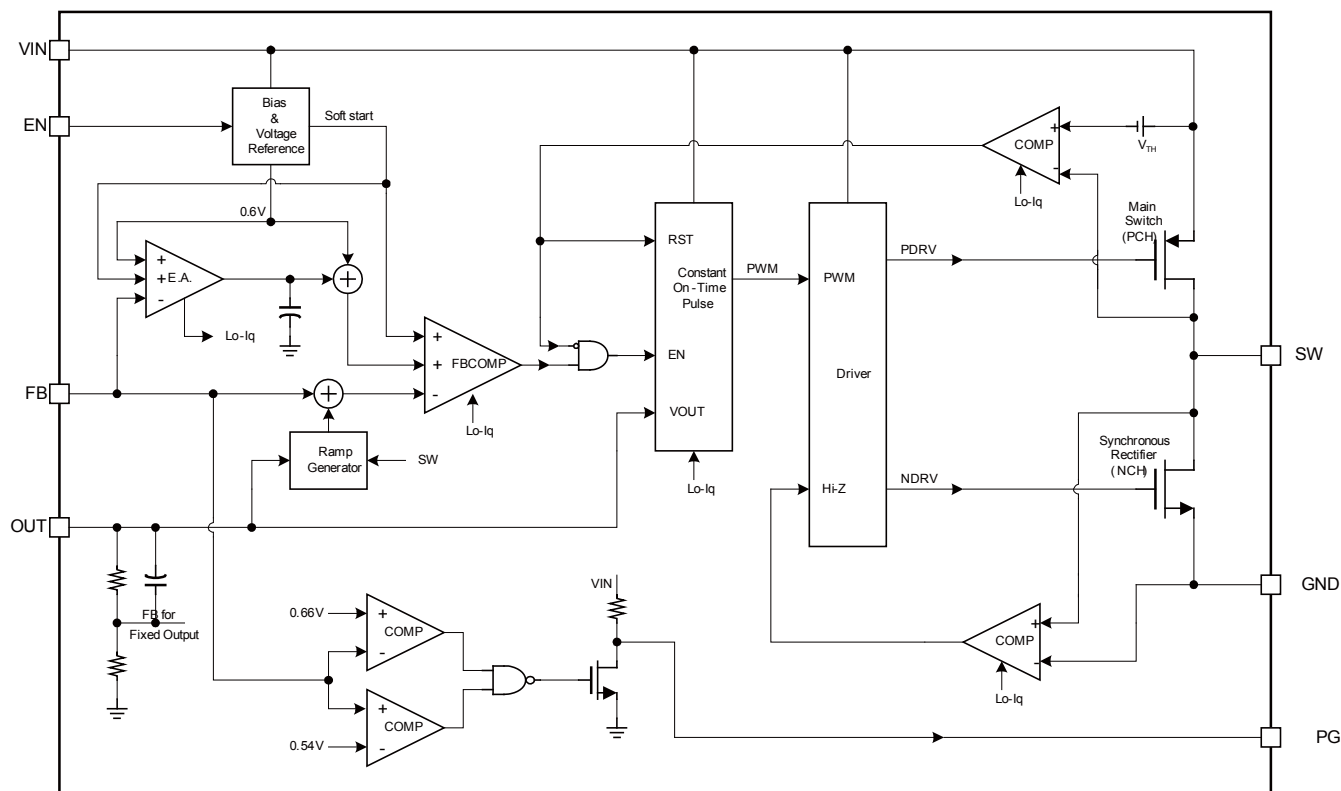 VIN
EN
Bias
&
Voltage
Reference
Soft start
+
COMP
-
VTH
Lo-Iq
0.6V
+
+
E.A.
-
+
Lo-Iq
Main
Switch
(PCH)
RST
Constant
On-Time
Pulse
EN
VOUT
PWM
PWM
Driver
Hi-Z
PDRV
NDRV
+
+
FBCOMP
-
Lo-Iq
Lo-Iq
SW
FB
+
Ramp
Generator
SW
Synchronous
Rectifier
(NCH)
OUT
FB for
Fixed Output
GND
0.66V
+
COMP
-
+
COMP
-
0.54V
VIN
+
COMP
-
Lo-Iq
PG